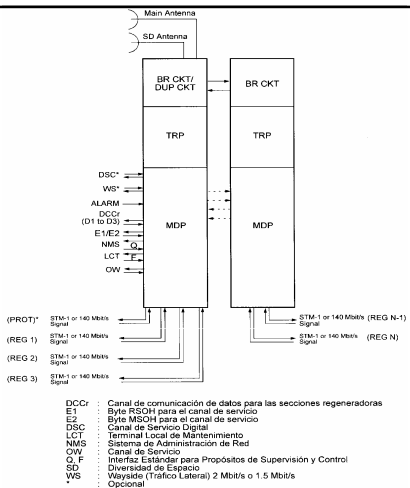 Main Antenna
SD Antenna
BR CKT/
DUP CKT
BR CKT
TRP
TRP
DSC*
WS*
ALARM
DCCr
(D1 to D3)
E1/E2
NMS Q
LCT F
OW
MDP
MDP
(PROT)* STM-1 or 140 Mbit/s
Signal
(REG 1) STM-1 or 140 Mbit/s
Signal
(REG 2) STM-1 or 140 Mbit/s
Signal
(REG 3) STM-1 or 140 Mbit/s
Signal
STM-1 or 140 Mbit/s (REG N-1)
Signal
STM-1 or 140 Mbit/s (REG N)
Signal
DCCr : Canal de comunicación de datos para las secciones regeneradoras
E1 : Byte RSOH para el canal de servicio
E2 : Byte MSOH para el canal de servicio
DSC : Canal de Servicio Digital
LCT : Terminal Local de Mantenimiento
NMS : Sistema de Administración de Red
OW : Canal de Servicio
Q, F : Interfaz Estándar para Propósitos de Supervisión y Control
SD : Diversidad de Espacio
WS : Wayside (Tráfico Lateral) 2 Mbit/s o 1.5 Mbit/s
* : Opcional